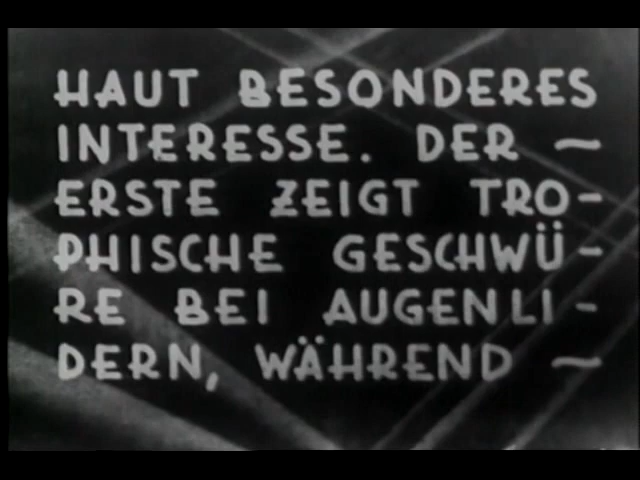 HAUT BESONDERES
INTERESSE. DER ~
ERSTE ZEIGT TRO-
PHISCHE GESCHWÜ-
RE BEI AUGENLI-
DERN, WÄHREND ~